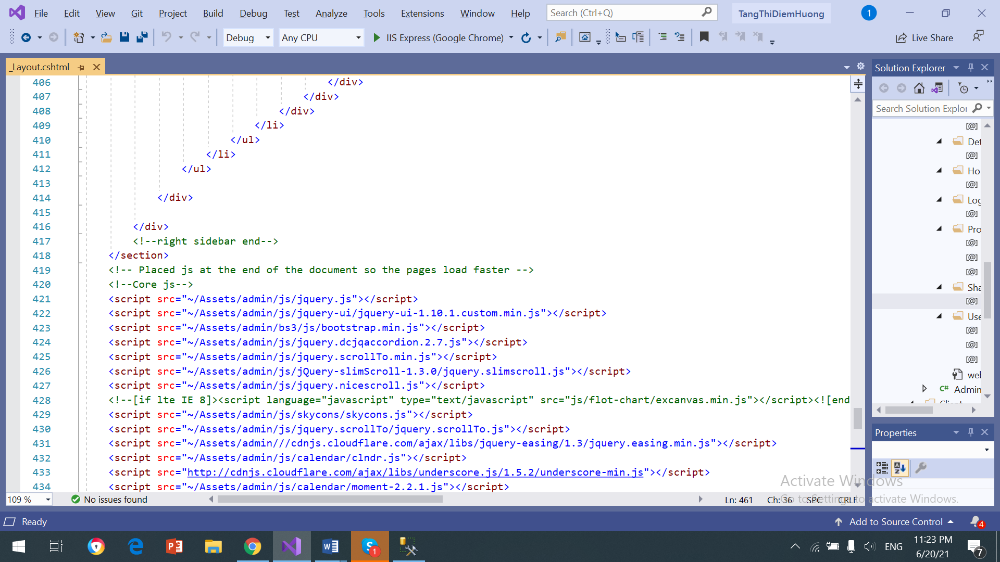 File Edit View Git Project Build Debug Test Analyze Tools Extensions Window Help Search (Ctrl+Q) TangThiDiemHuong 1
Debug Any CPU IIS Express (Google Chrome) Live Share
_Layout.cshtml
406 </div>
407 </div>
408 </div>
409 </li>
410 </ul>
411 </li>
412 </ul>
413
414 </div>
415
416 </div>
417 <!--right sidebar end-->
418 </section>
419 <!-- Placed js at the end of the document so the pages load faster -->
420 <!--Core js-->
421 <script src="~/Assets/admin/js/jquery.js"></script>
422 <script src="~/Assets/admin/js/jquery-ui/jquery-ui-1.10.1.custom.min.js"></script>
423 <script src="~/Assets/admin/bs3/js/bootstrap.min.js"></script>
424 <script src="~/Assets/admin/js/jquery.dcjqaccordion.2.7.js"></script>
425 <script src="~/Assets/admin/js/jquery.scrollTo.min.js"></script>
426 <script src="~/Assets/admin/js/jQuery-slimScroll-1.3.0/jquery.slimscroll.js"></script>
427 <script src="~/Assets/admin/js/jquery.nicescroll.js"></script>
428 <!--[if lte IE 8]><script language="javascript" type="text/javascript" src="js/flot-chart/excanvas.min.js"></script><![end
429 <script src="~/Assets/admin/js/skycons/skycons.js"></script>
430 <script src="~/Assets/admin/js/jquery.scrollTo/jquery.scrollTo.js"></script>
431 <script src="~/Assets/admin///cdnjs.cloudflare.com/ajax/libs/jquery-easing/1.3/jquery.easing.min.js"></script>
432 <script src="~/Assets/admin/js/calendar/clndr.js"></script>
433 <script src="http://cdnjs.cloudflare.com/ajax/libs/underscore.js/1.5.2/underscore-min.js"></script>
434 <script src="~/Assets/admin/js/calendar/moment-2.2.1.js"></script>
109 % No issues found Ln: 461 Ch: 36 SPC CRLF
Solution Explorer
Search Solution Explor
[@]
Det
[@]
Ho
[@]
Log
[@]
Pro
[@]
[@]
[@]
Sha
[@]
Use
[@]
[@]
[@]
wel
C# Admin
Client
Properties
Activate Windows
Go to Settings to activate Windows.
Ready Add to Source Control 4
1 ENG 11:23 PM 7
6/20/21